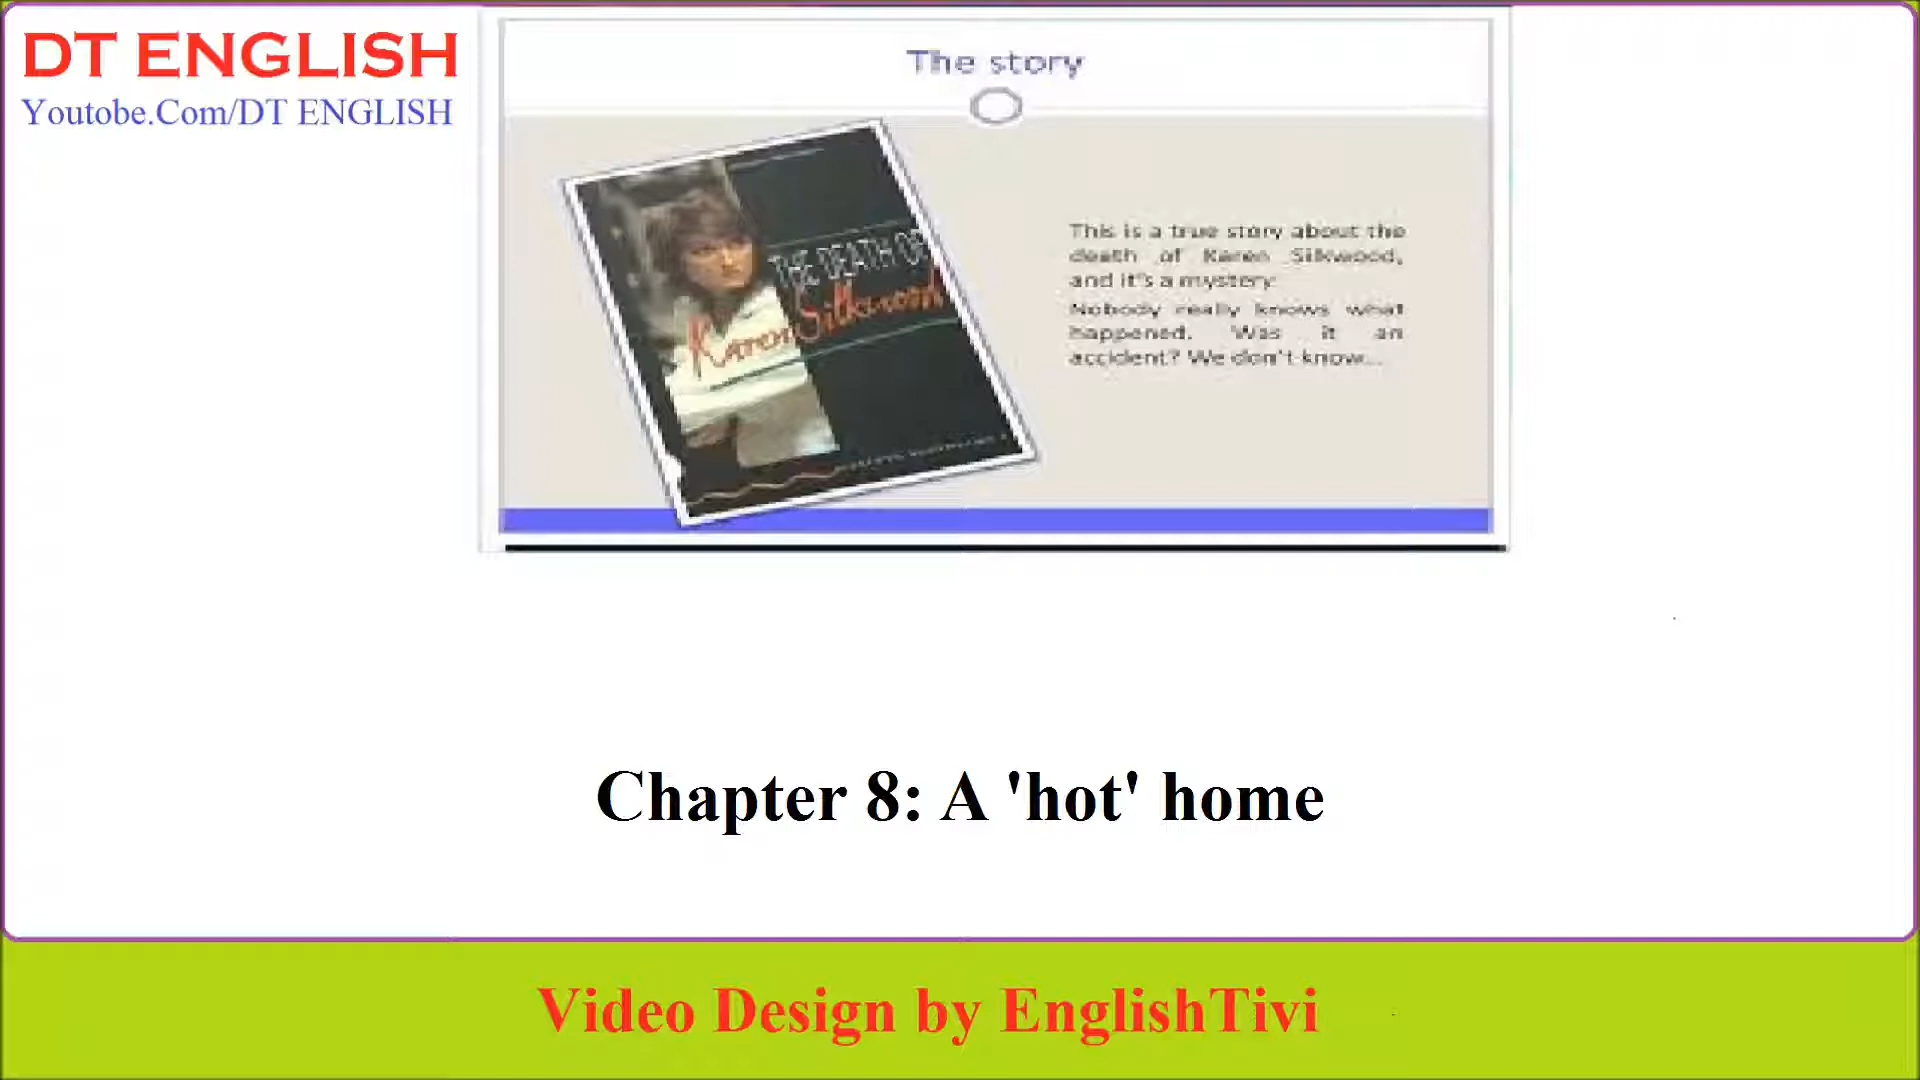 DT ENGLISH
Youtobe.Com/DT ENGLISH
The story
THE DEATH OF
Karen Silkwood
This is a true story about the
death of Karen Silkwood,
and it's a mystery
Nobody really knows what
happened. Was it an
accident? We don't know...
Chapter 8: A 'hot' home
Video Design by EnglishTivi